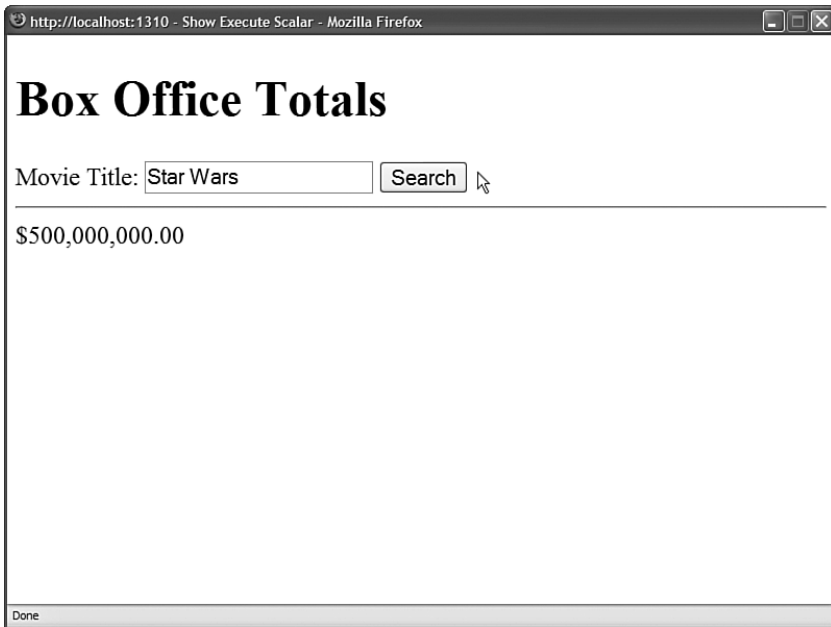 http://localhost:1310 - Show Execute Scalar - Mozilla Firefox
Box Office Totals
Movie Title: Star Wars Search
$500,000,000.00
Done